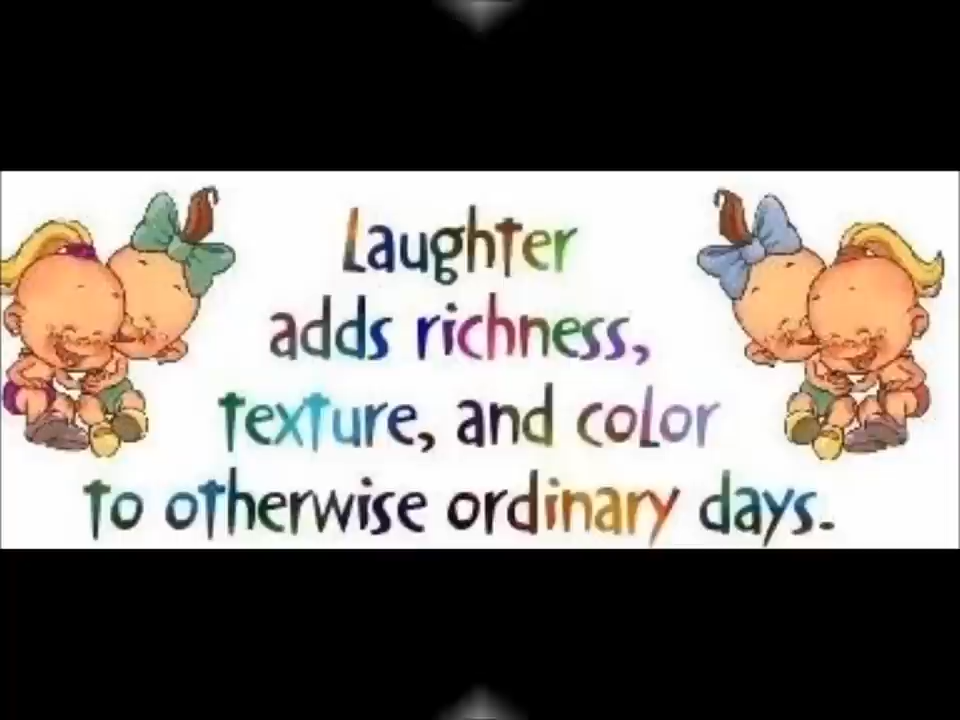 Laughter
adds richness,
texture, and color
to otherwise ordinary days.